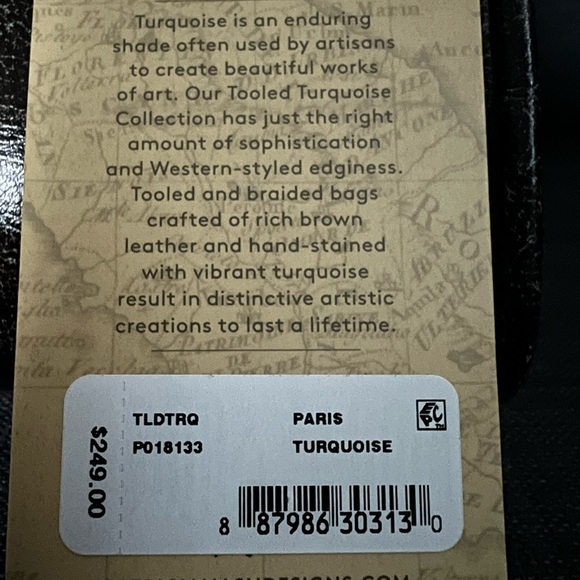 Turquoise is an enduring
shade often used by artisans
to create beautiful works
of art. Our Tooled Turquoise
Collection has just the right
amount of sophistication
and Western-styled edginess.
Tooled and braided bags
crafted of rich brown
leather and hand-stained
with vibrant turquoise
result in distinctive artistic
creations to last a lifetime.
$249.00
TLDTRQ PARIS
P018133 TURQUOISE
EPC
8 87986 30313 0